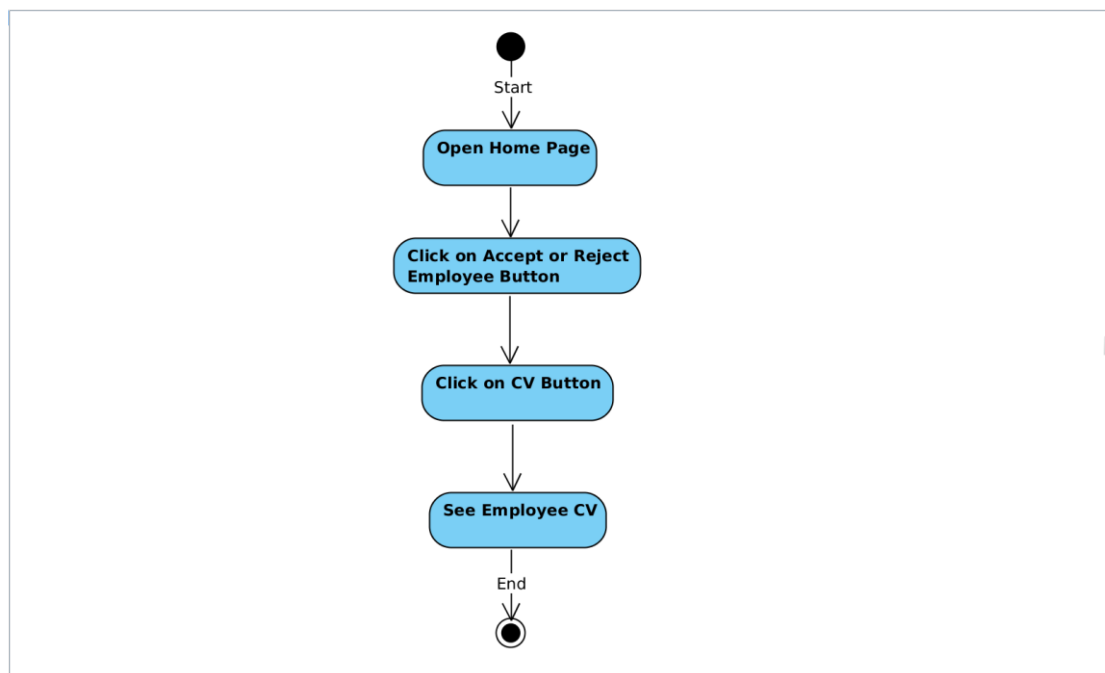 Start
Open Home Page
Click on Accept or Reject
Employee Button
Click on CV Button
See Employee CV
End